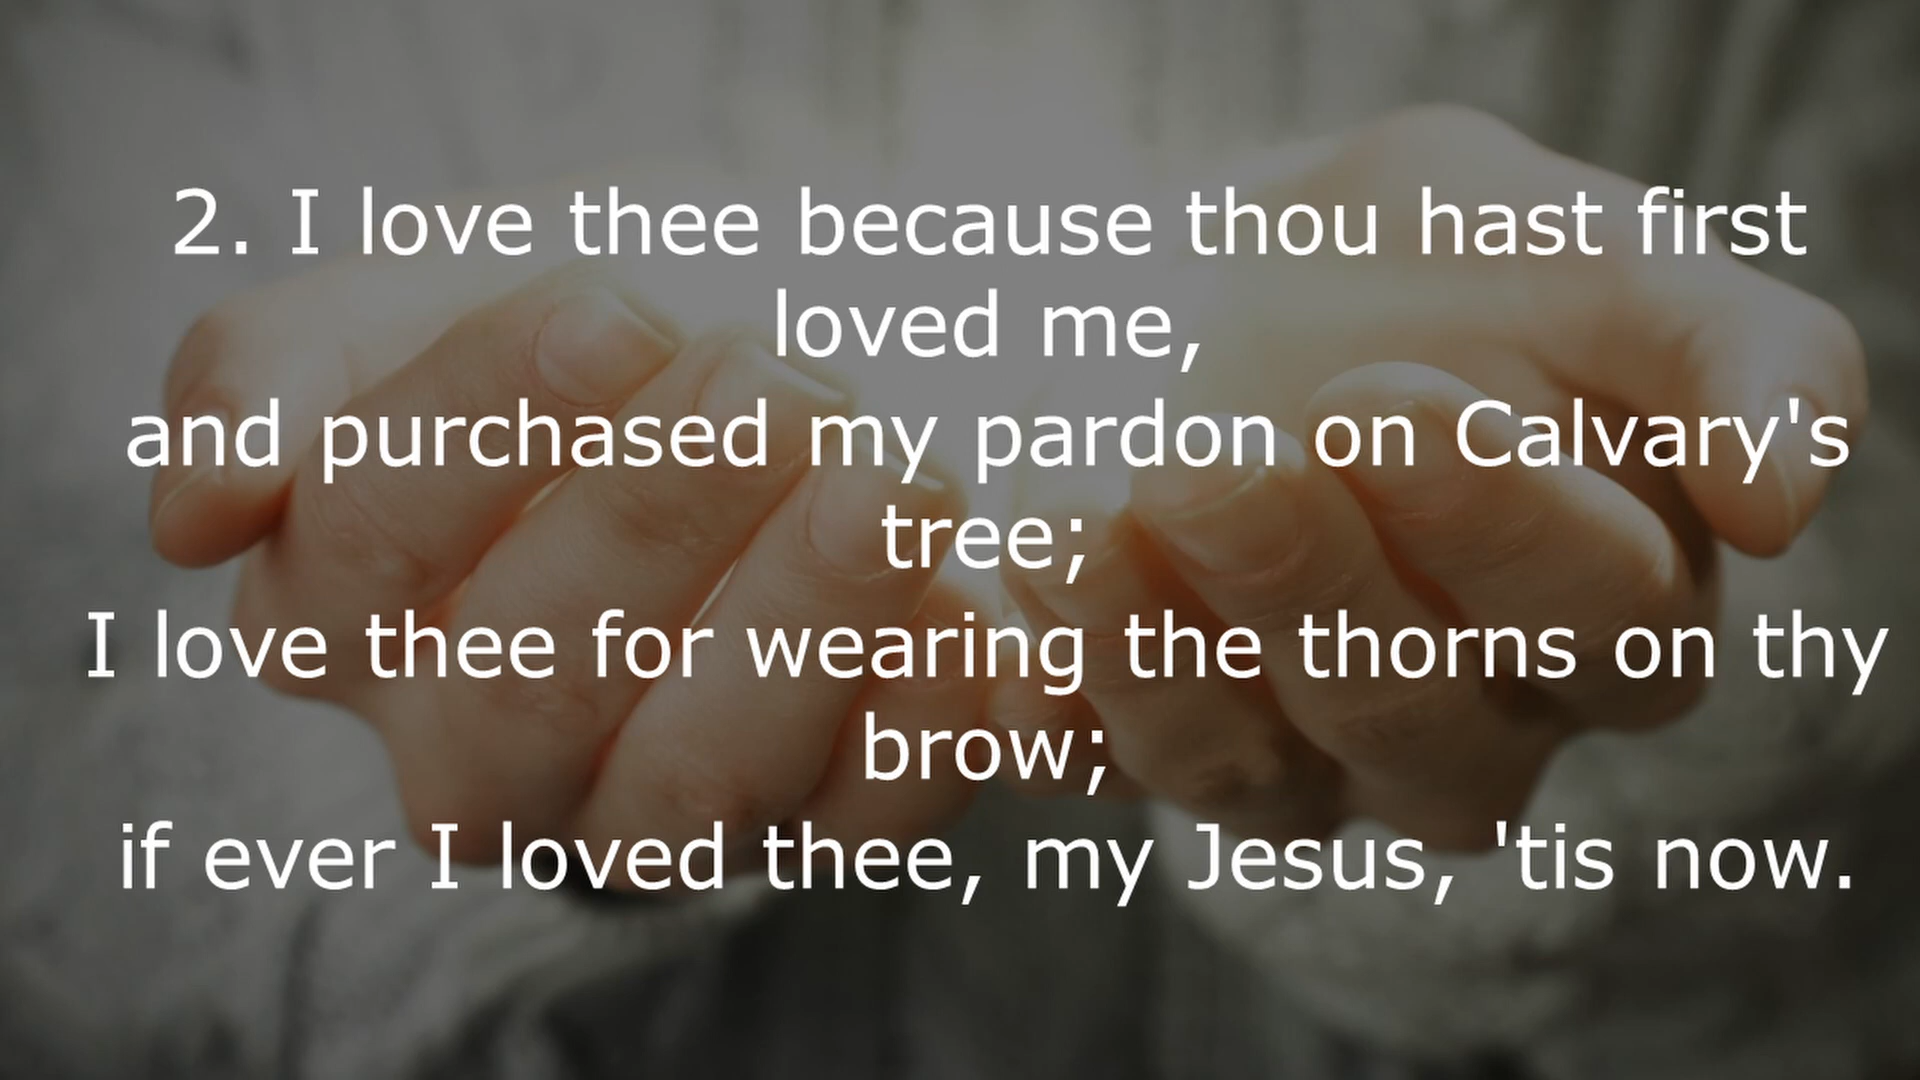 2. I love thee because thou hast first
loved me,
and purchased my pardon on Calvary's
tree;
I love thee for wearing the thorns on thy
brow;
if ever I loved thee, my Jesus, 'tis now.